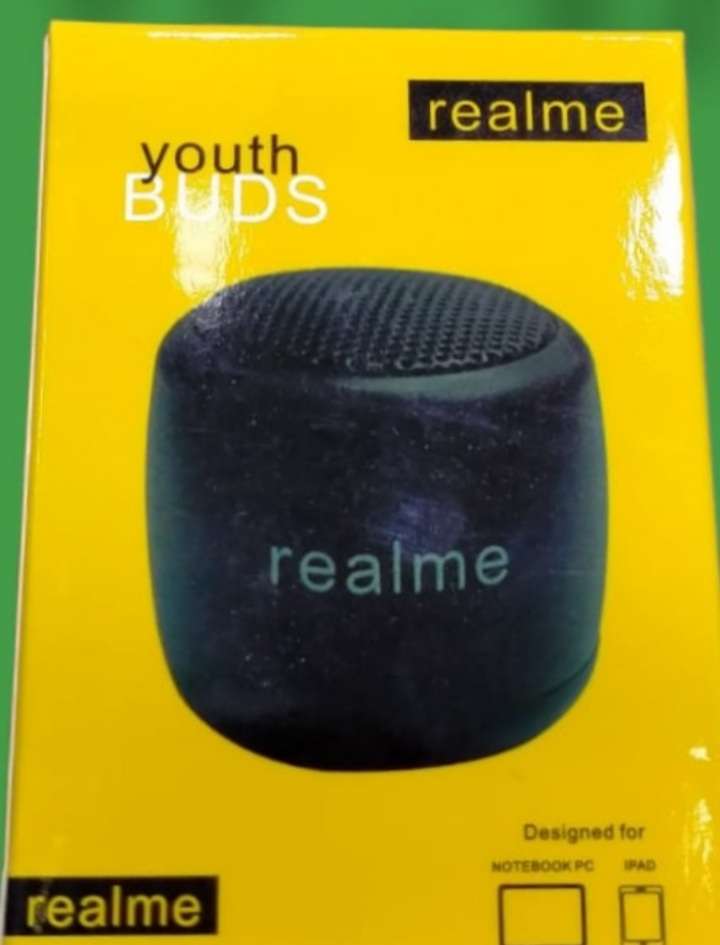 realme
youth
BUDS
realme
Designed for
NOTEBOOK PC IPAD
realme